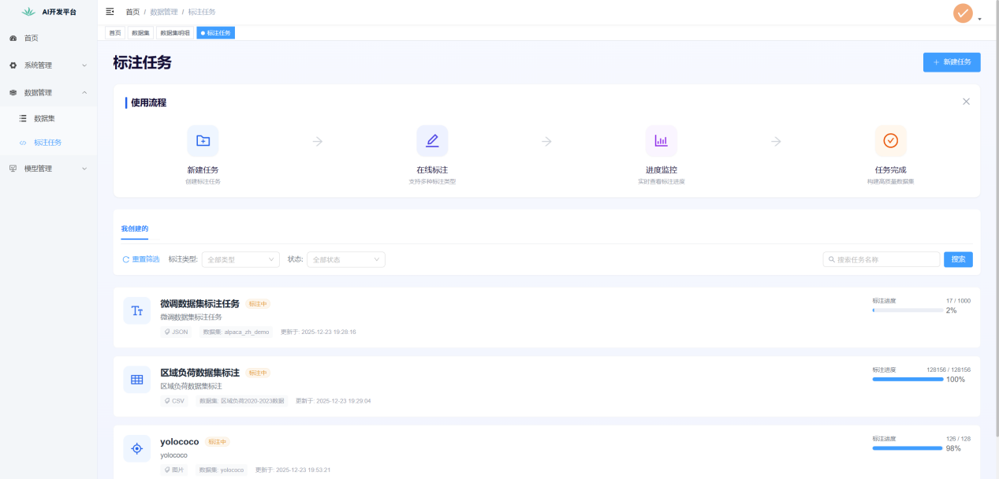 AI开发平台
首页 / 数据管理 / 标注任务
首页
数据集
数据集明细
标注任务
首页
系统管理
数据管理
数据集
标注任务
模型管理
标注任务
+ 新建任务
使用流程
新建任务
创建标注任务
在线标注
支持多种标注类型
进度监控
实时查看标注进度
任务完成
构建高质量数据集
我创建的
重置筛选
标注类型:
全部类型
状态:
全部状态
搜索任务名称
搜索
微调数据集标注任务 标注中
微调数据集标注任务
JSON 数据集: alpaca_zh_demo 更新于: 2025-12-23 19:28:16
标注进度 17 / 1000
2%
区域负荷数据集标注 标注中
区域负荷数据集标注
CSV 数据集: 区域负荷2020-2023数据 更新于: 2025-12-23 19:29:04
标注进度 128156 / 128156
100%
yolococo 标注中
yolococo
图片 数据集: yolococo 更新于: 2025-12-23 19:53:21
标注进度 126 / 128
98%